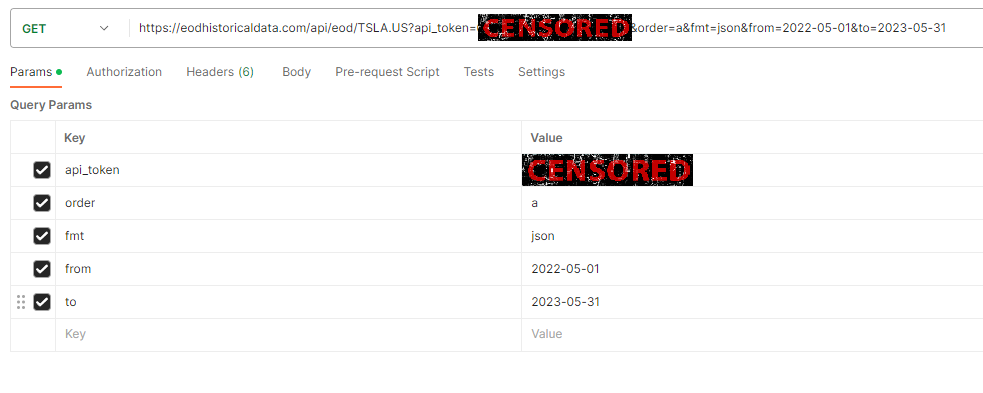 GET https://eodhistoricaldata.com/api/eod/TSLA.US?api_token= CENSORED &order=a&fmt=json&from=2022-05-01&to=2023-05-31
Params Authorization Headers (6) Body Pre-request Script Tests Settings
Query Params
Key Value
api_token CENSORED
order a
fmt json
from 2022-05-01
to 2023-05-31
Key Value